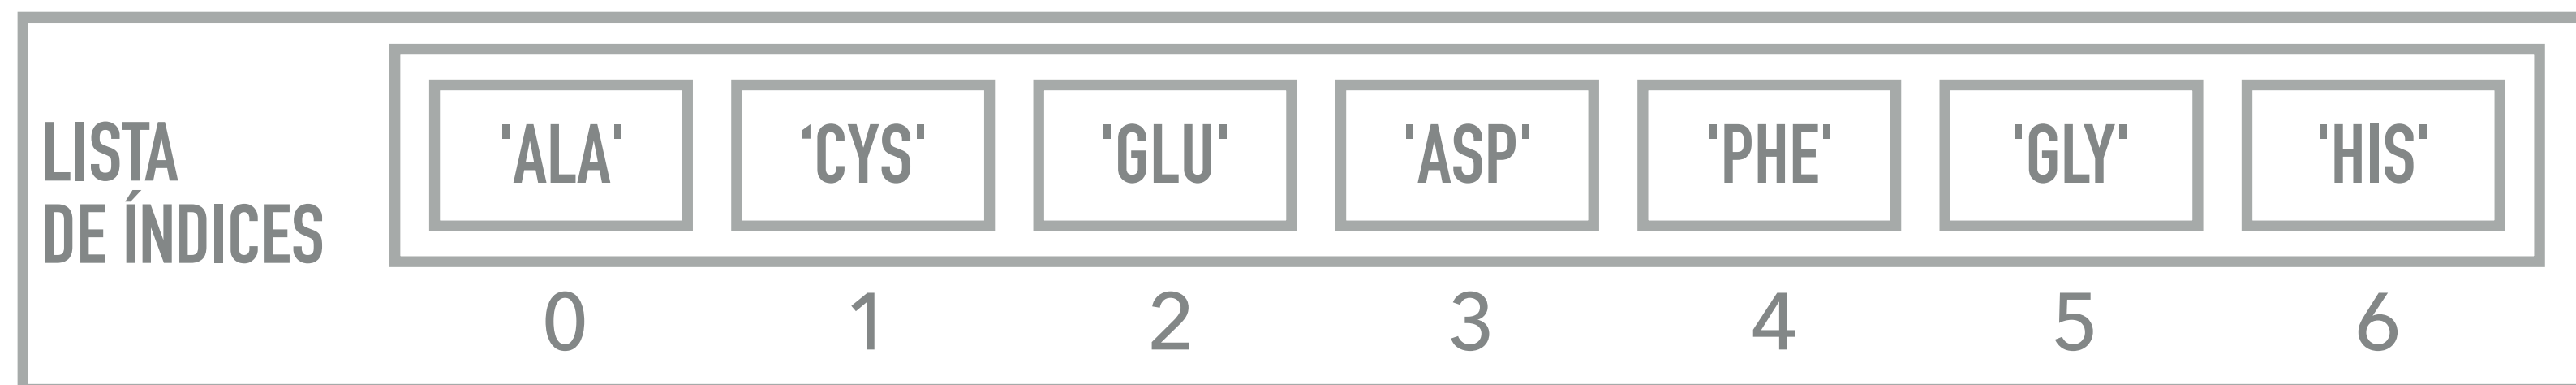 LISTA
DE ÍNDICES
'ALA' 'CYS' 'GLU' 'ASP' 'PHE' 'GLY' 'HIS'
0 1 2 3 4 5 6